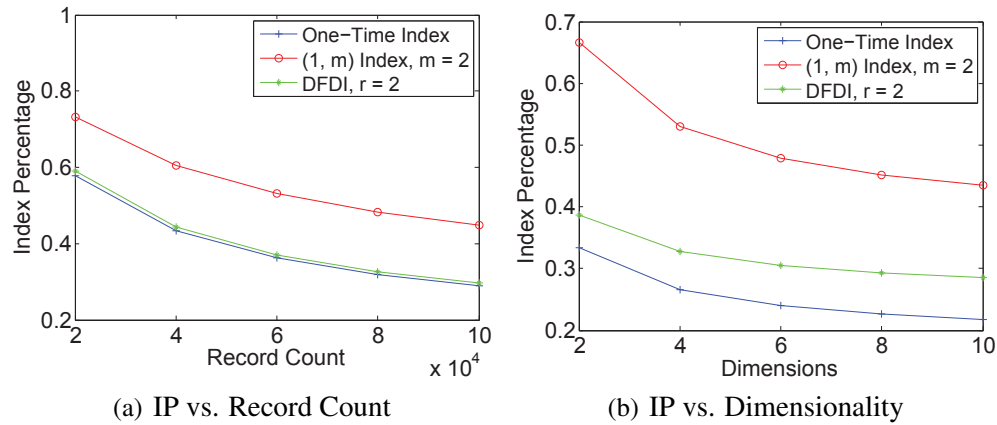 1
0.8
0.6
0.4
0.2
Index Percentage
One−Time Index
(1, m) Index, m = 2
DFDI, r = 2
2
4
6
8
10
Record Count
x 10^4
(a) IP vs. Record Count
0.7
0.6
0.5
0.4
0.3
0.2
Index Percentage
One−Time Index
(1, m) Index, m = 2
DFDI, r = 2
2
4
6
8
10
Dimensions
(b) IP vs. Dimensionality